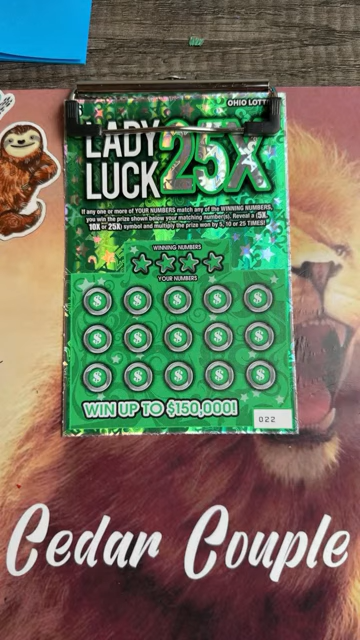 OHIO LOTT
LADY
LUCK 25X
If any one or more of YOUR NUMBERS match any of the WINNING NUMBERS,
you win the prize shown below your matching number(s). Reveal a (5X,
10X or 25X) symbol and multiply the prize won by 5, 10 or 25 TIMES!
WINNING NUMBERS
YOUR NUMBERS
$ $ $ $ $
$ $ $ $ $
$ $ $ $ $
WIN UP TO $150,000!
022
Cedar Couple